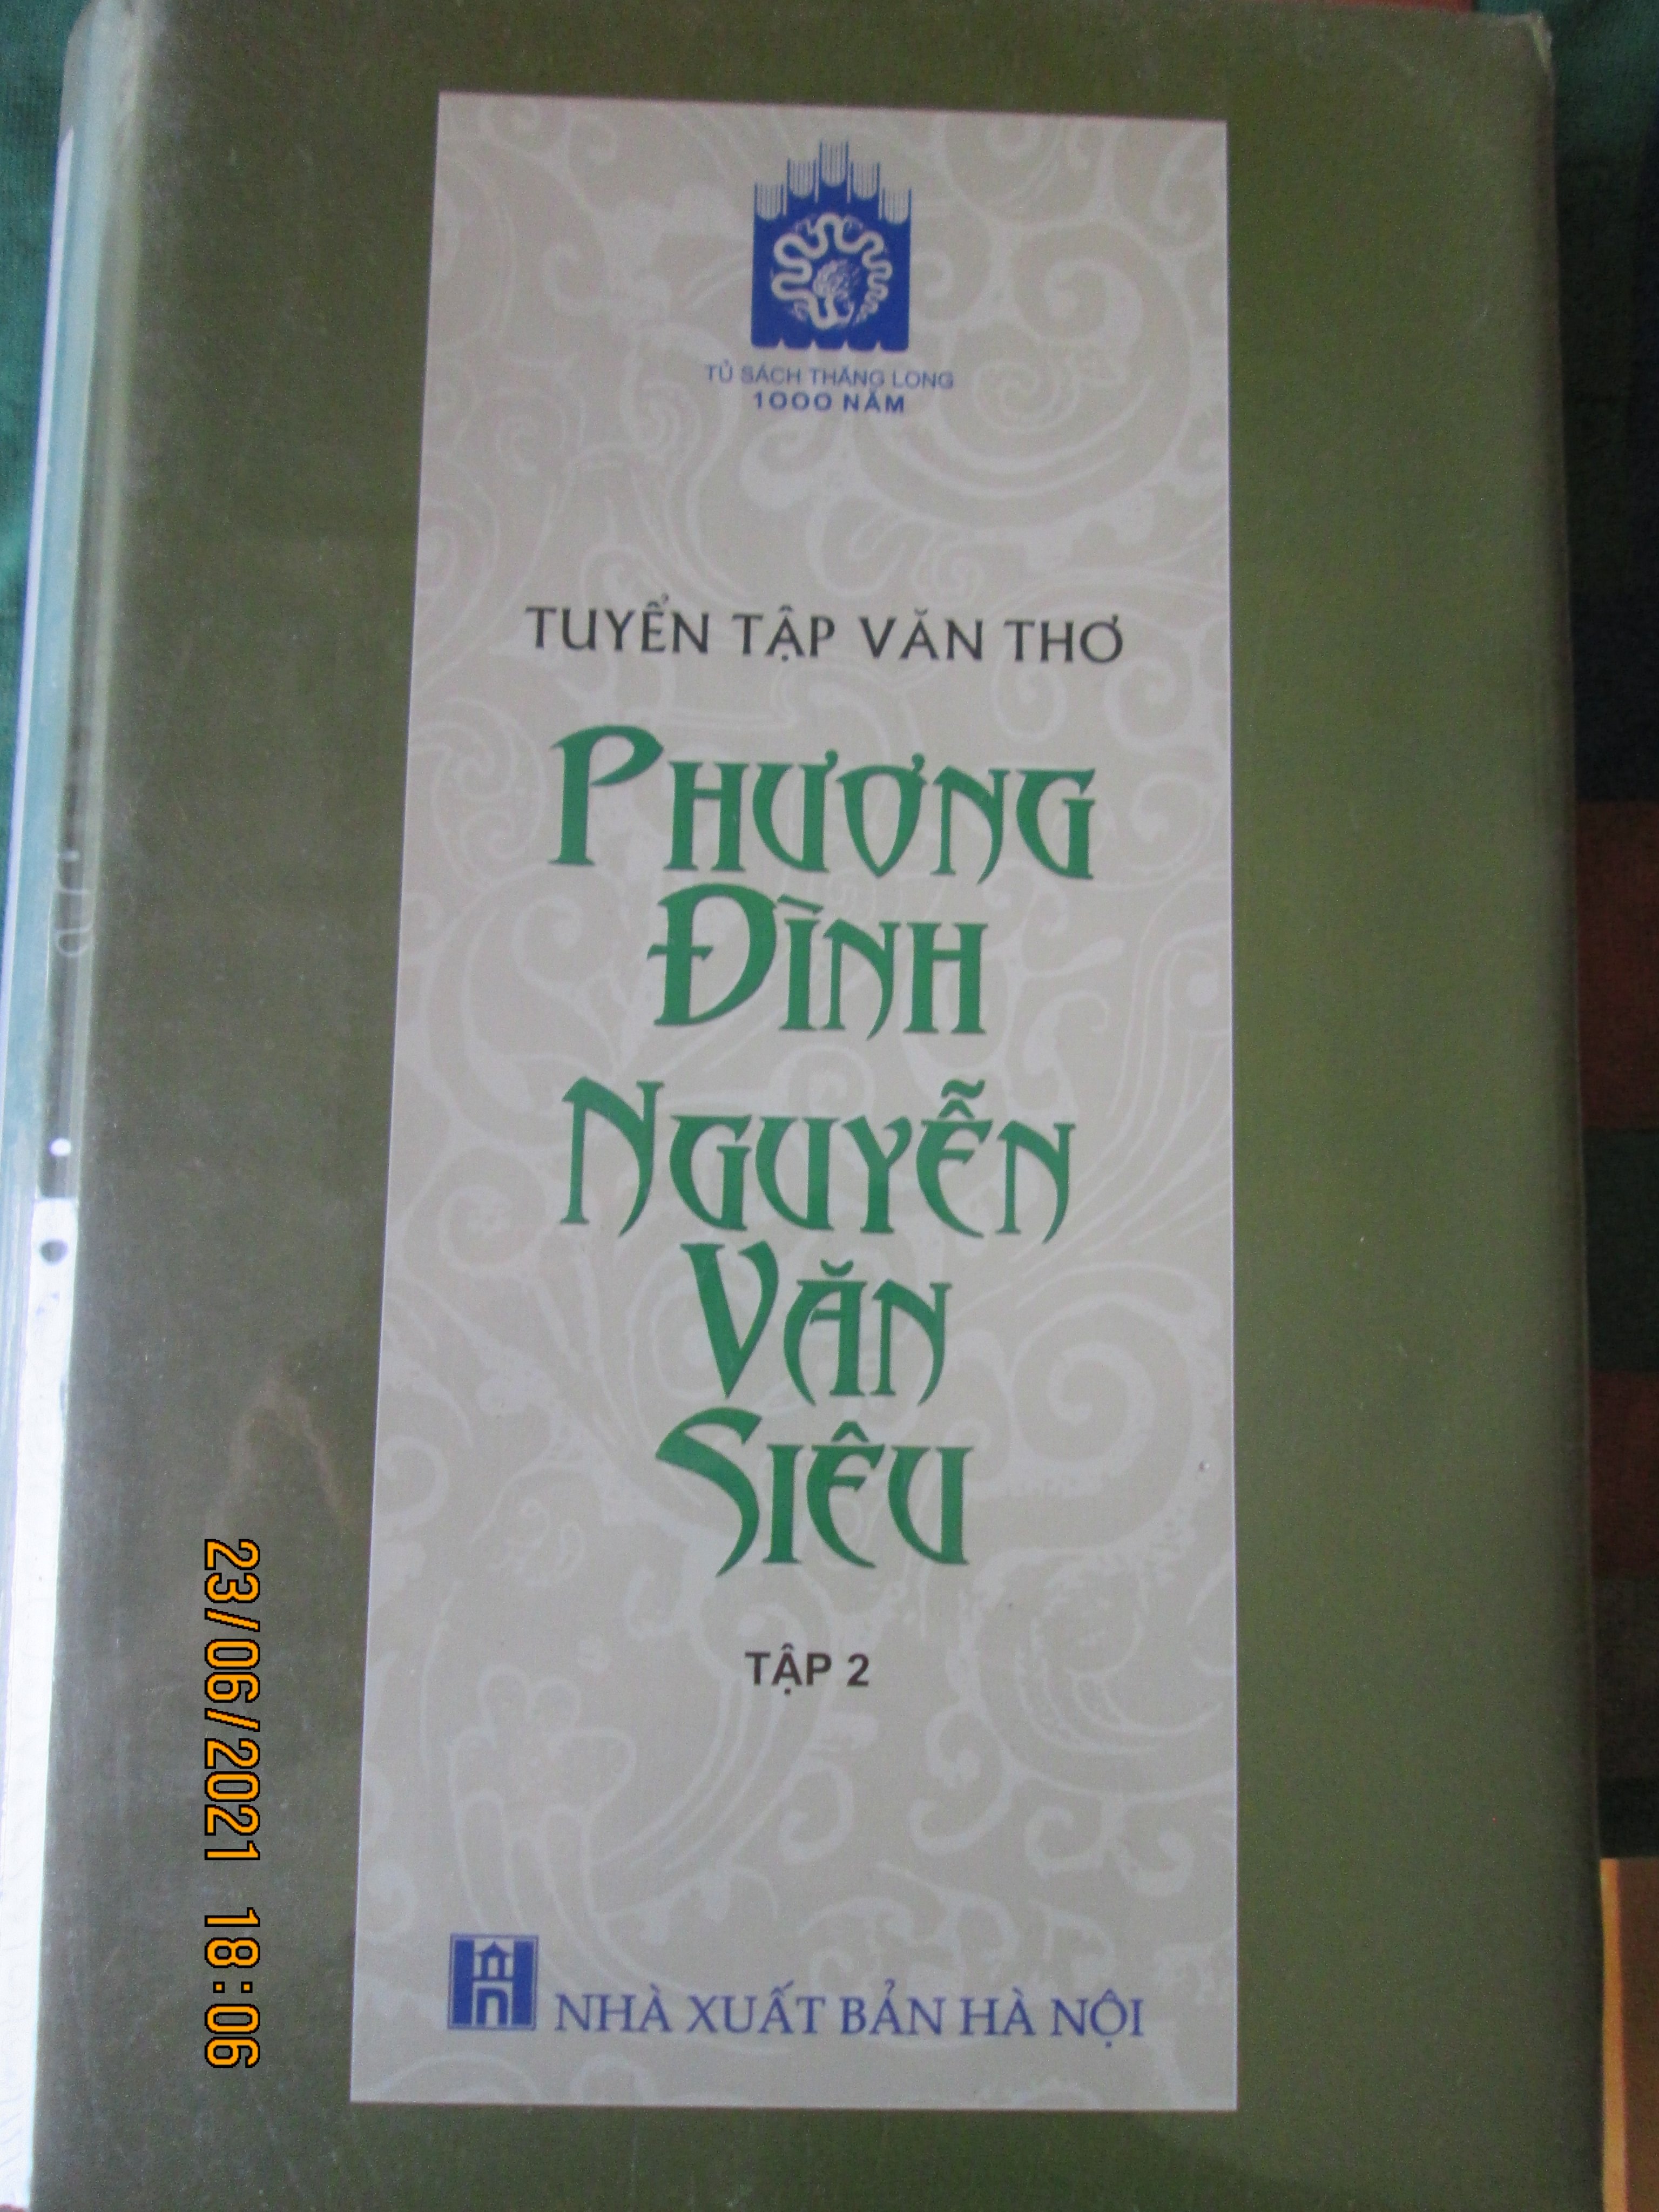 TỦ SÁCH THĂNG LONG
1000 NĂM
TUYỂN TẬP VĂN THƠ
PHƯƠNG
ĐÌNH
NGUYỄN
VĂN
SIÊU
TẬP 2
NHÀ XUẤT BẢN HÀ NỘI
23/06/2021 18:06